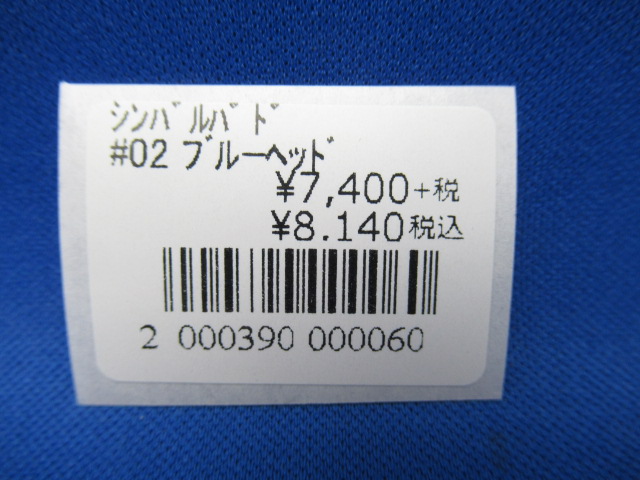 ｼﾝﾊﾞﾙﾊﾞﾄﾞ
#02 ブルーヘッド
¥7,400+税
¥8.140税込
2 000390 000060